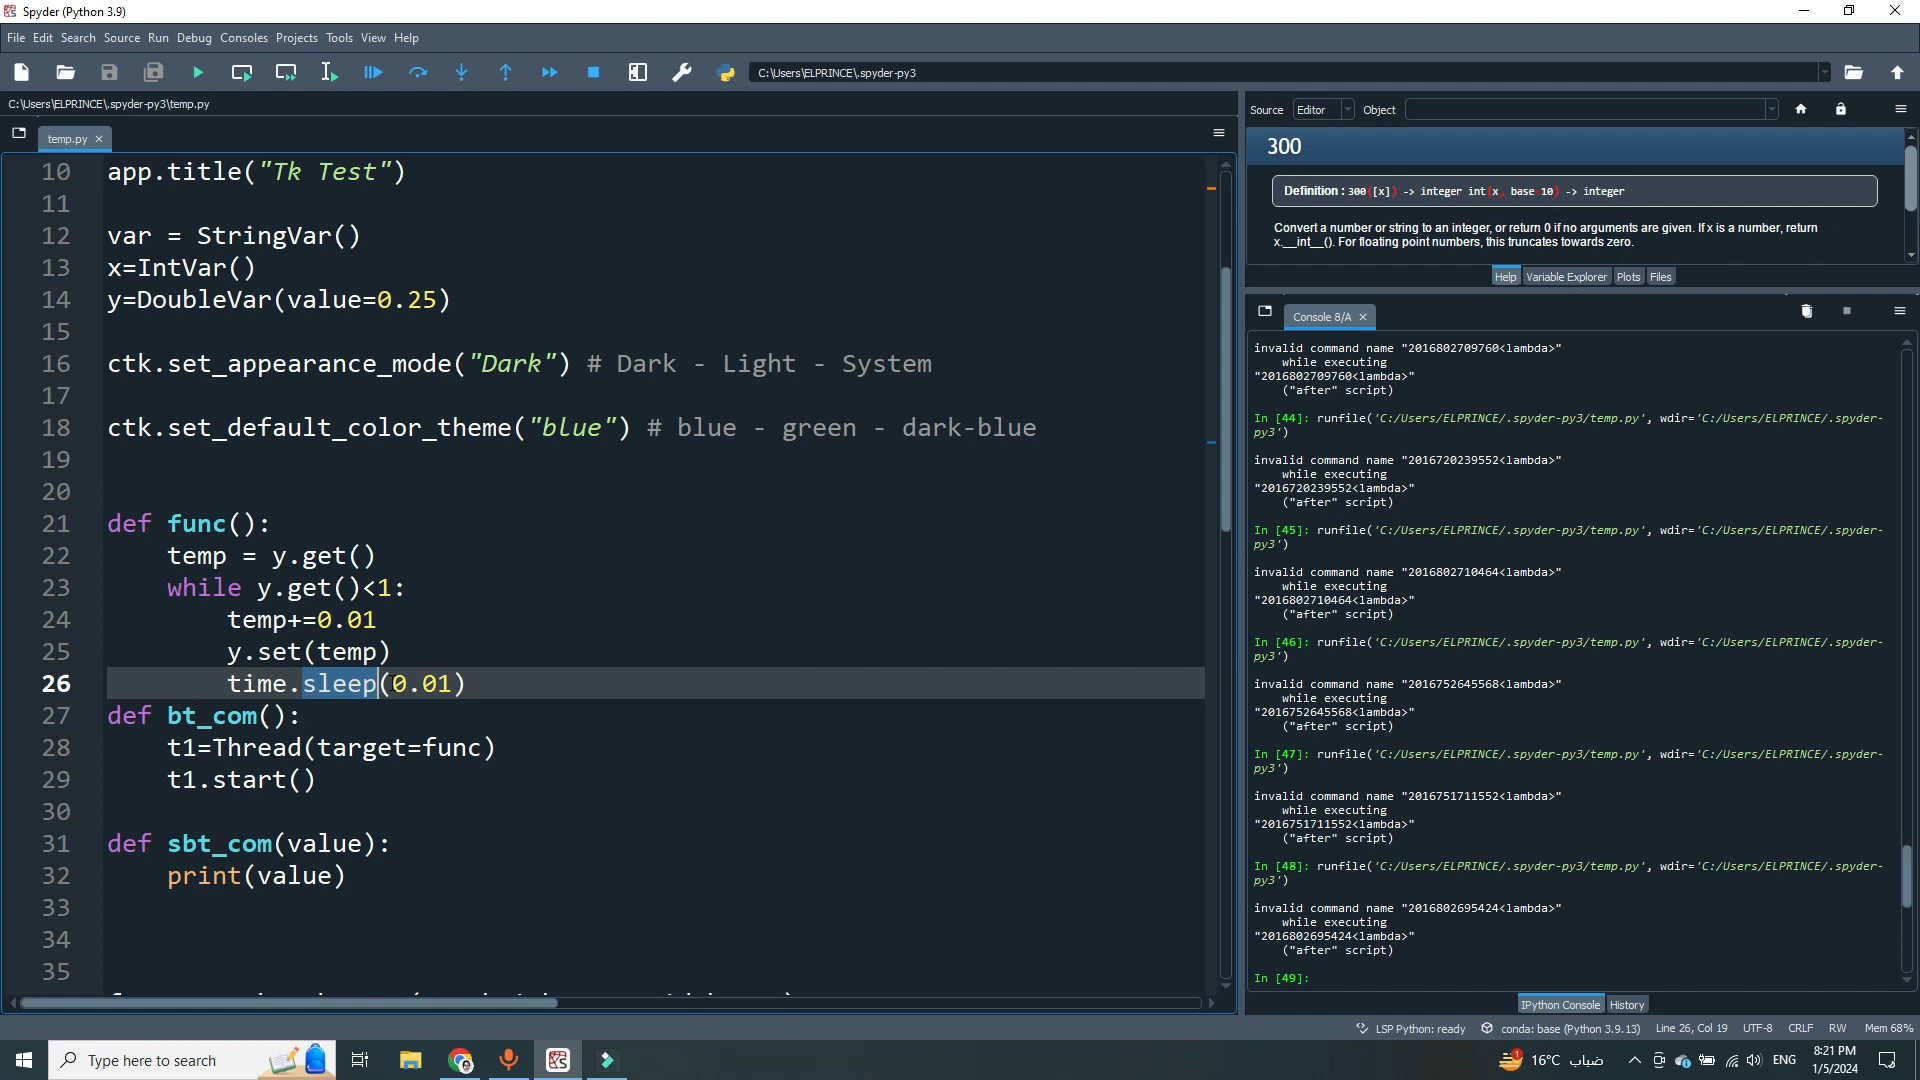 Spyder (Python 3.9)
File Edit Search Source Run Debug Consoles Projects Tools View Help
C:\Users\ELPRINCE\.spyder-py3
C:\Users\ELPRINCE\.spyder-py3\temp.py
temp.py
10 app.title("Tk Test")
11
12 var = StringVar()
13 x=IntVar()
14 y=DoubleVar(value=0.25)
15
16 ctk.set_appearance_mode("Dark") # Dark - Light - System
17
18 ctk.set_default_color_theme("blue") # blue - green - dark-blue
19
20
21 def func():
22 temp = y.get()
23 while y.get()<1:
24 temp+=0.01
25 y.set(temp)
26 time.sleep(0.01)
27 def bt_com():
28 t1=Thread(target=func)
29 t1.start()
30
31 def sbt_com(value):
32 print(value)
33
34
35
Source Editor Object
300
Definition : 300([x]) -> integer int(x, base=10) -> integer
Convert a number or string to an integer, or return 0 if no arguments are given. If x is a number, return
x.__int__(). For floating point numbers, this truncates towards zero.
Help Variable Explorer Plots Files
Console 8/A
invalid command name "2016802709760<lambda>"
while executing
"2016802709760<lambda>"
("after" script)
In [44]: runfile('C:/Users/ELPRINCE/.spyder-py3/temp.py', wdir='C:/Users/ELPRINCE/.spyder-
py3')
invalid command name "2016720239552<lambda>"
while executing
"2016720239552<lambda>"
("after" script)
In [45]: runfile('C:/Users/ELPRINCE/.spyder-py3/temp.py', wdir='C:/Users/ELPRINCE/.spyder-
py3')
invalid command name "2016802710464<lambda>"
while executing
"2016802710464<lambda>"
("after" script)
In [46]: runfile('C:/Users/ELPRINCE/.spyder-py3/temp.py', wdir='C:/Users/ELPRINCE/.spyder-
py3')
invalid command name "2016752645568<lambda>"
while executing
"2016752645568<lambda>"
("after" script)
In [47]: runfile('C:/Users/ELPRINCE/.spyder-py3/temp.py', wdir='C:/Users/ELPRINCE/.spyder-
py3')
invalid command name "2016751711552<lambda>"
while executing
"2016751711552<lambda>"
("after" script)
In [48]: runfile('C:/Users/ELPRINCE/.spyder-py3/temp.py', wdir='C:/Users/ELPRINCE/.spyder-
py3')
invalid command name "2016802695424<lambda>"
while executing
"2016802695424<lambda>"
("after" script)
In [49]:
IPython Console History
LSP Python: ready conda: base (Python 3.9.13) Line 26, Col 19 UTF-8 CRLF RW Mem 68%
Type here to search
1 16°C ضباب ENG 8:21 PM
1/5/2024